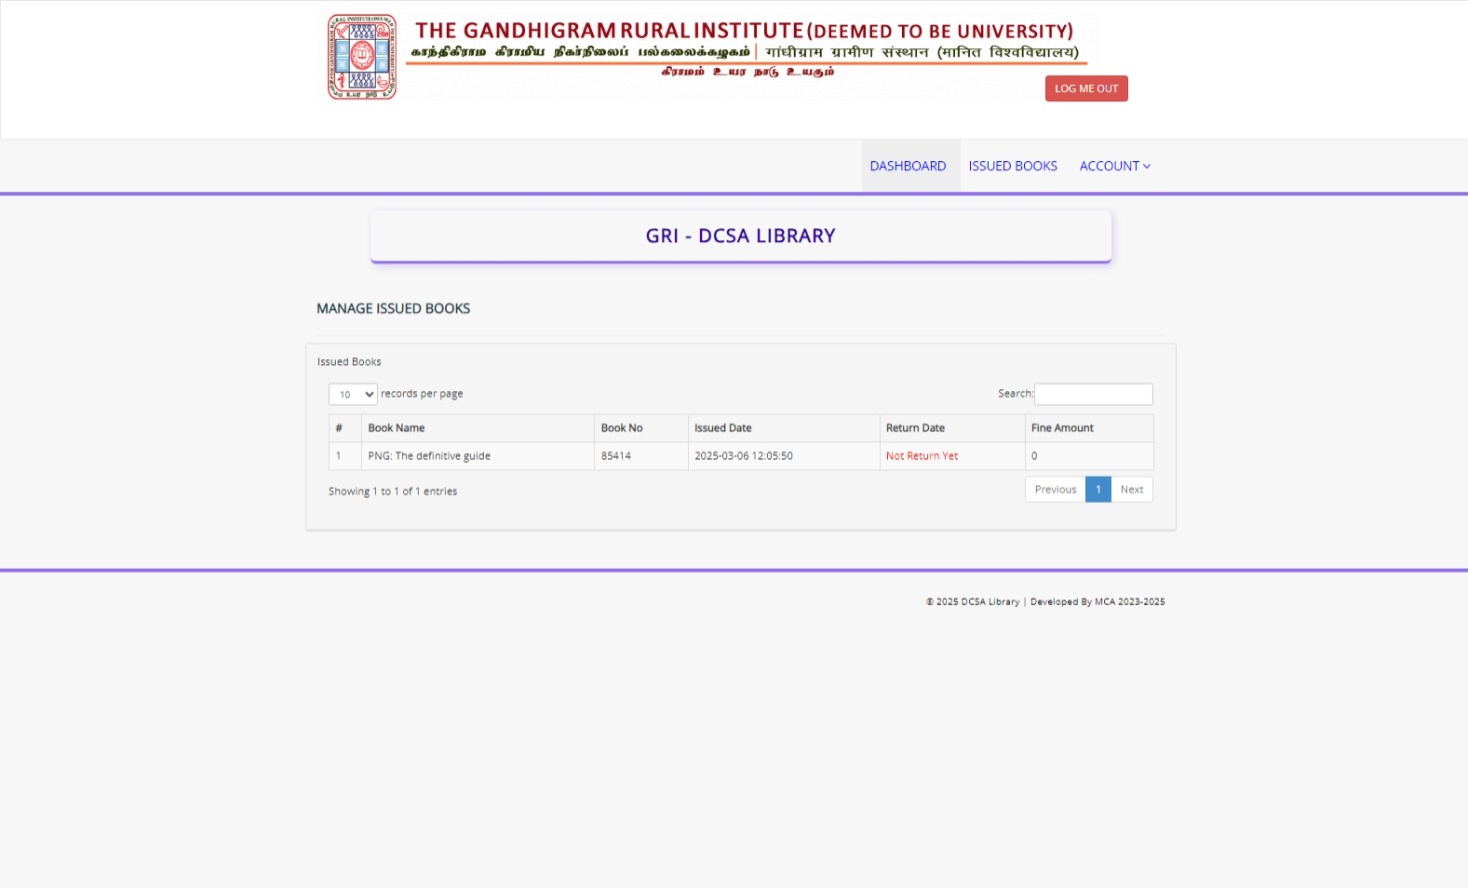 THE GANDHIGRAM RURAL INSTITUTE (DEEMED TO BE UNIVERSITY)
காந்திகிராம கிராமிய நிகர்நிலைப் பல்கலைக்கழகம் | गांधीग्राम ग्रामीण संस्थान (मानित विश्वविद्यालय)
கிராமம் உயர நாடு உயரும்
LOG ME OUT
DASHBOARD ISSUED BOOKS ACCOUNT
GRI - DCSA LIBRARY
MANAGE ISSUED BOOKS
Issued Books
10 records per page Search:
# Book Name Book No Issued Date Return Date Fine Amount
1 PNG: The definitive guide 85414 2025-03-06 12:05:50 Not Return Yet 0
Showing 1 to 1 of 1 entries Previous 1 Next
© 2025 DCSA Library | Developed By MCA 2023-2025